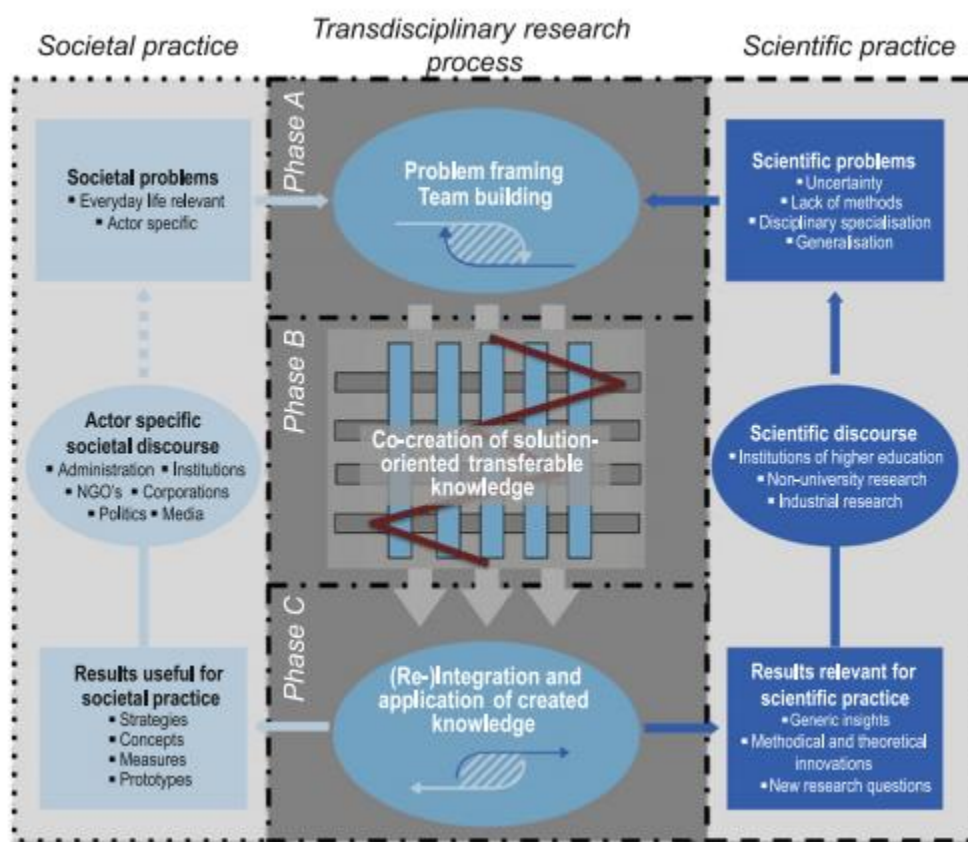 Societal practice
Transdisciplinary research
process
Scientific practice
Phase A
Societal problems
▪ Everyday life relevant
▪ Actor specific
Problem framing
Team building
Scientific problems
▪ Uncertainty
▪ Lack of methods
▪ Disciplinary specialisation
▪ Generalisation
Phase B
Actor specific
societal discourse
▪ Administration ▪ Institutions
▪ NGO's ▪ Corporations
▪ Politics ▪ Media
Co-creation of solution-
oriented transferable
knowledge
Scientific discourse
▪ Institutions of higher education
▪ Non-university research
▪ Industrial research
Phase C
Results useful for
societal practice
▪ Strategies
▪ Concepts
▪ Measures
▪ Prototypes
(Re-)Integration and
application of created
knowledge
Results relevant for
scientific practice
▪ Generic insights
▪ Methodical and theoretical
innovations
▪ New research questions